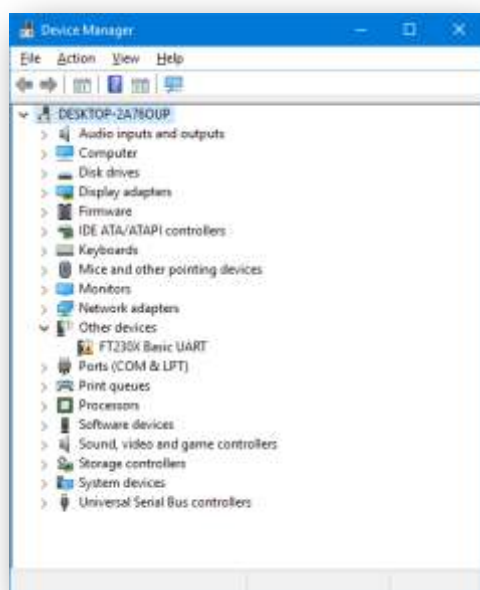 Device Manager
File Action View Help
DESKTOP-2A78OUP
Audio inputs and outputs
Computer
Disk drives
Display adapters
Firmware
IDE ATA/ATAPI controllers
Keyboards
Mice and other pointing devices
Monitors
Network adapters
Other devices
FT230X Basic UART
Ports (COM & LPT)
Print queues
Processors
Software devices
Sound, video and game controllers
Storage controllers
System devices
Universal Serial Bus controllers